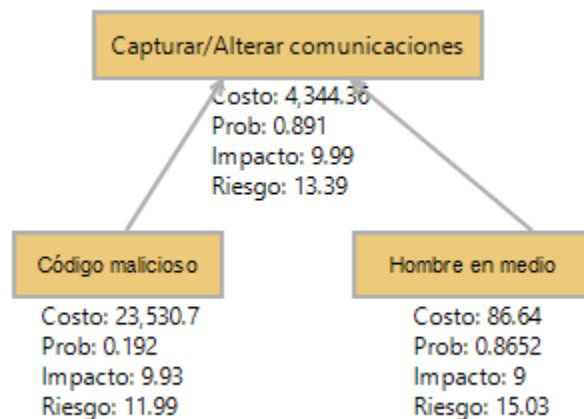 Capturar/Alterar comunicaciones
Costo: 4,344.36
Prob: 0.891
Impacto: 9.99
Riesgo: 13.39
Código malicioso
Costo: 23,530.7
Prob: 0.192
Impacto: 9.93
Riesgo: 11.99
Hombre en medio
Costo: 86.64
Prob: 0.8652
Impacto: 9
Riesgo: 15.03